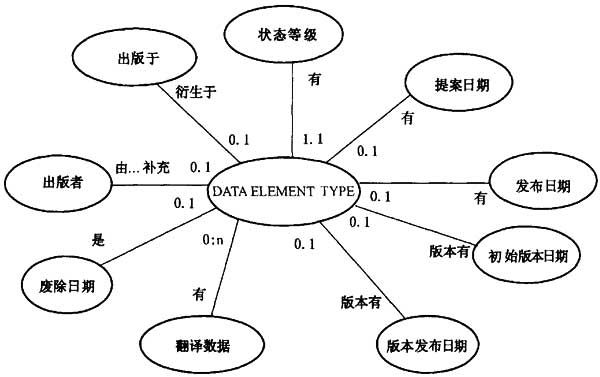 状态等级
出版于
有
提案日期
衍生于
有
0.1
1.1
0.1
由...补充
0.1
出版者
DATA ELEMENT TYPE
发布日期
0.1
有
0.1
0.1
是
0:n
0.1
版本有
初始版本日期
废除日期
有
版本有
翻译数据
版本发布日期